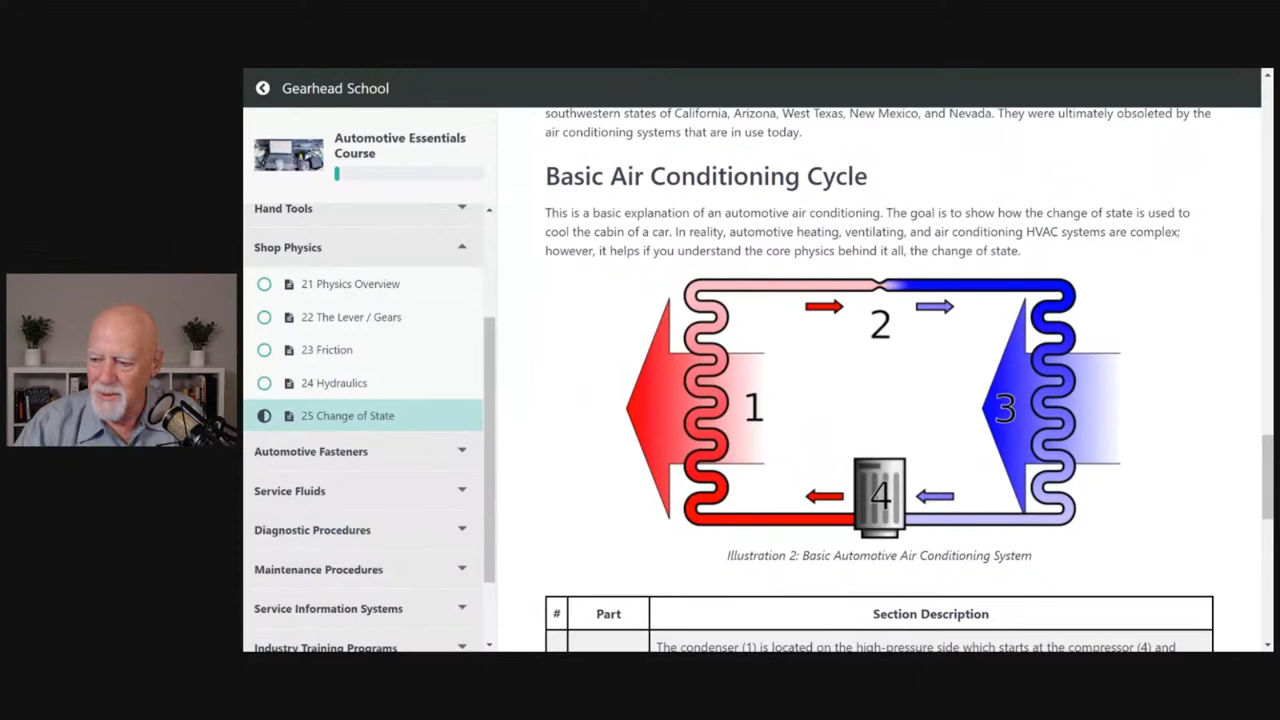 Gearhead School
Automotive Essentials
Course
Hand Tools
Shop Physics
21 Physics Overview
22 The Lever / Gears
23 Friction
24 Hydraulics
25 Change of State
Automotive Fasteners
Service Fluids
Diagnostic Procedures
Maintenance Procedures
Service Information Systems
Industry Training Programs
southwestern states of California, Arizona, West Texas, New Mexico, and Nevada. They were ultimately obsoleted by the
air conditioning systems that are in use today.
Basic Air Conditioning Cycle
This is a basic explanation of an automotive air conditioning. The goal is to show how the change of state is used to
cool the cabin of a car. In reality, automotive heating, ventilating, and air conditioning HVAC systems are complex;
however, it helps if you understand the core physics behind it all, the change of state.
2
1
3
4
Illustration 2: Basic Automotive Air Conditioning System
# Part Section Description
The condenser (1) is located on the high-pressure side which starts at the compressor (4) and